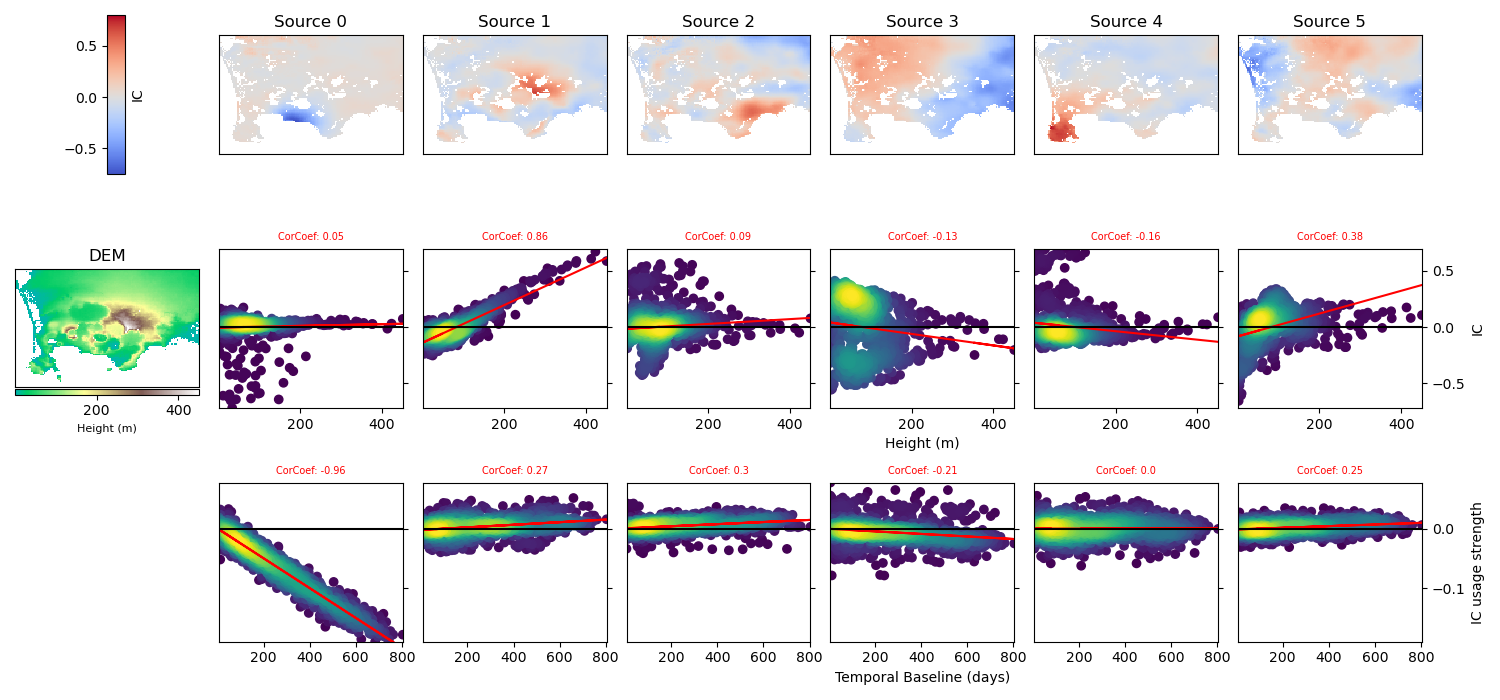 Source 0 Source 1 Source 2 Source 3 Source 4 Source 5
0.5
0.0
−0.5
IC
CorCoef: 0.05 CorCoef: 0.86 CorCoef: 0.09 CorCoef: -0.13 CorCoef: -0.16 CorCoef: 0.38
DEM
200 400
Height (m)
0.5
0.0
−0.5
IC
200 400 200 400 200 400 200 400 200 400 200 400
Height (m)
CorCoef: -0.96 CorCoef: 0.27 CorCoef: 0.3 CorCoef: -0.21 CorCoef: 0.0 CorCoef: 0.25
0.0
−0.1
IC usage strength
200 400 600 800 200 400 600 800 200 400 600 800 200 400 600 800 200 400 600 800 200 400 600 800
Temporal Baseline (days)